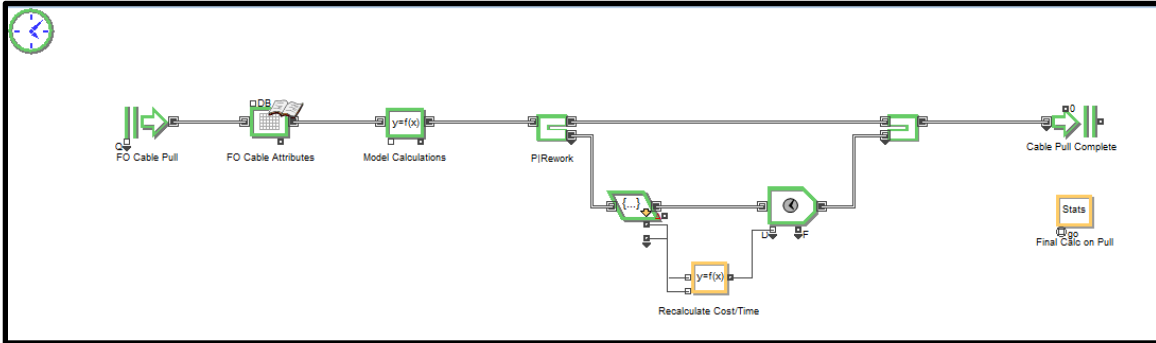 DB
0
y=f(x)
Q
FO Cable Pull
FO Cable Attributes
Model Calculations
P|Rework
Cable Pull Complete
{...}
Stats
go
D
F
Final Calc on Pull
y=f(x)
Recalculate Cost/Time